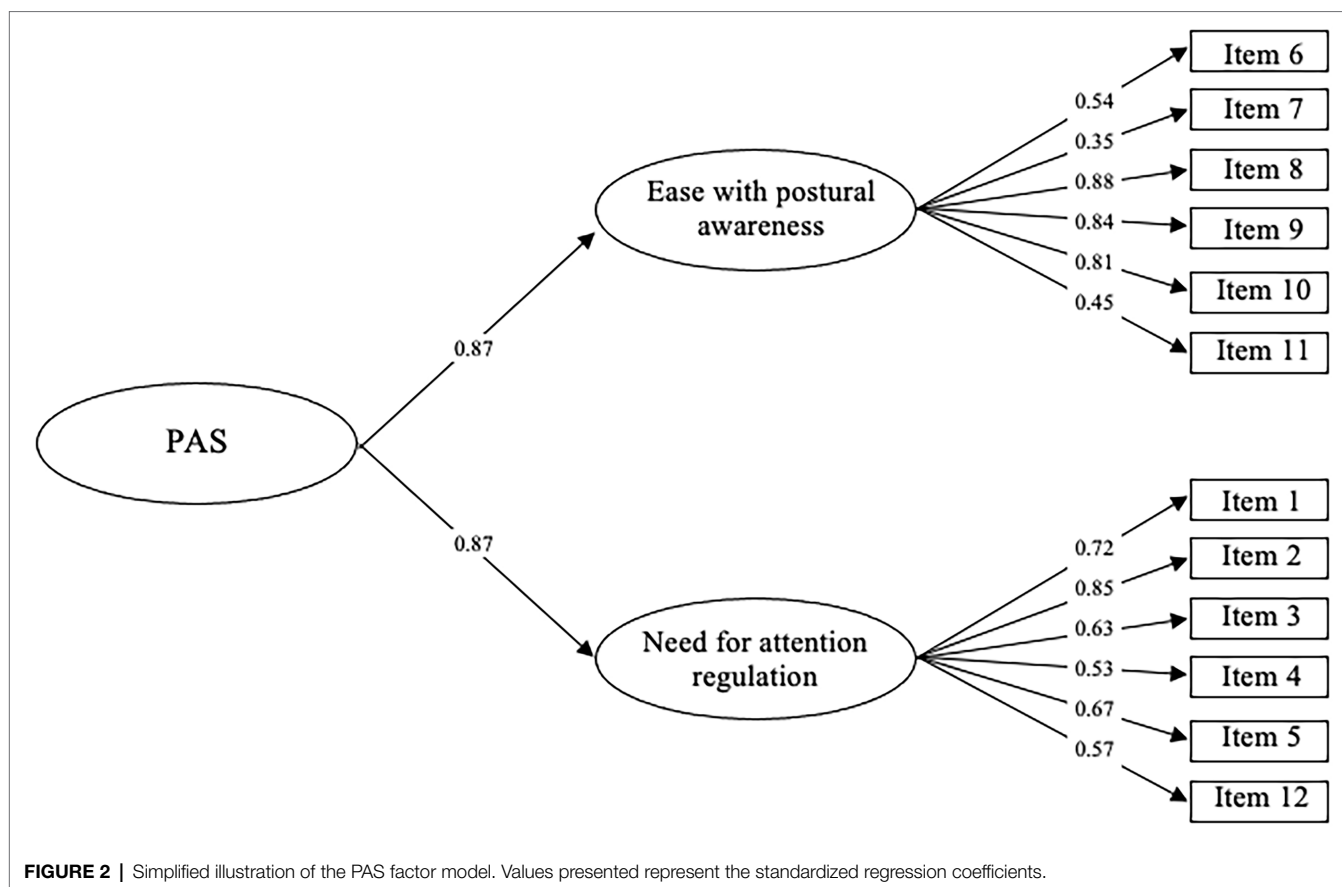 Item 6
0.54
Item 7
0.35
Item 8
0.88
Ease with postural
awareness
Item 9
0.84
Item 10
0.81
Item 11
0.45
0.87
PAS
0.87
Item 1
0.72
Item 2
0.85
Item 3
0.63
Need for attention
regulation
Item 4
0.53
Item 5
0.67
Item 12
0.57
FIGURE 2 | Simplified illustration of the PAS factor model. Values presented represent the standardized regression coefficients.